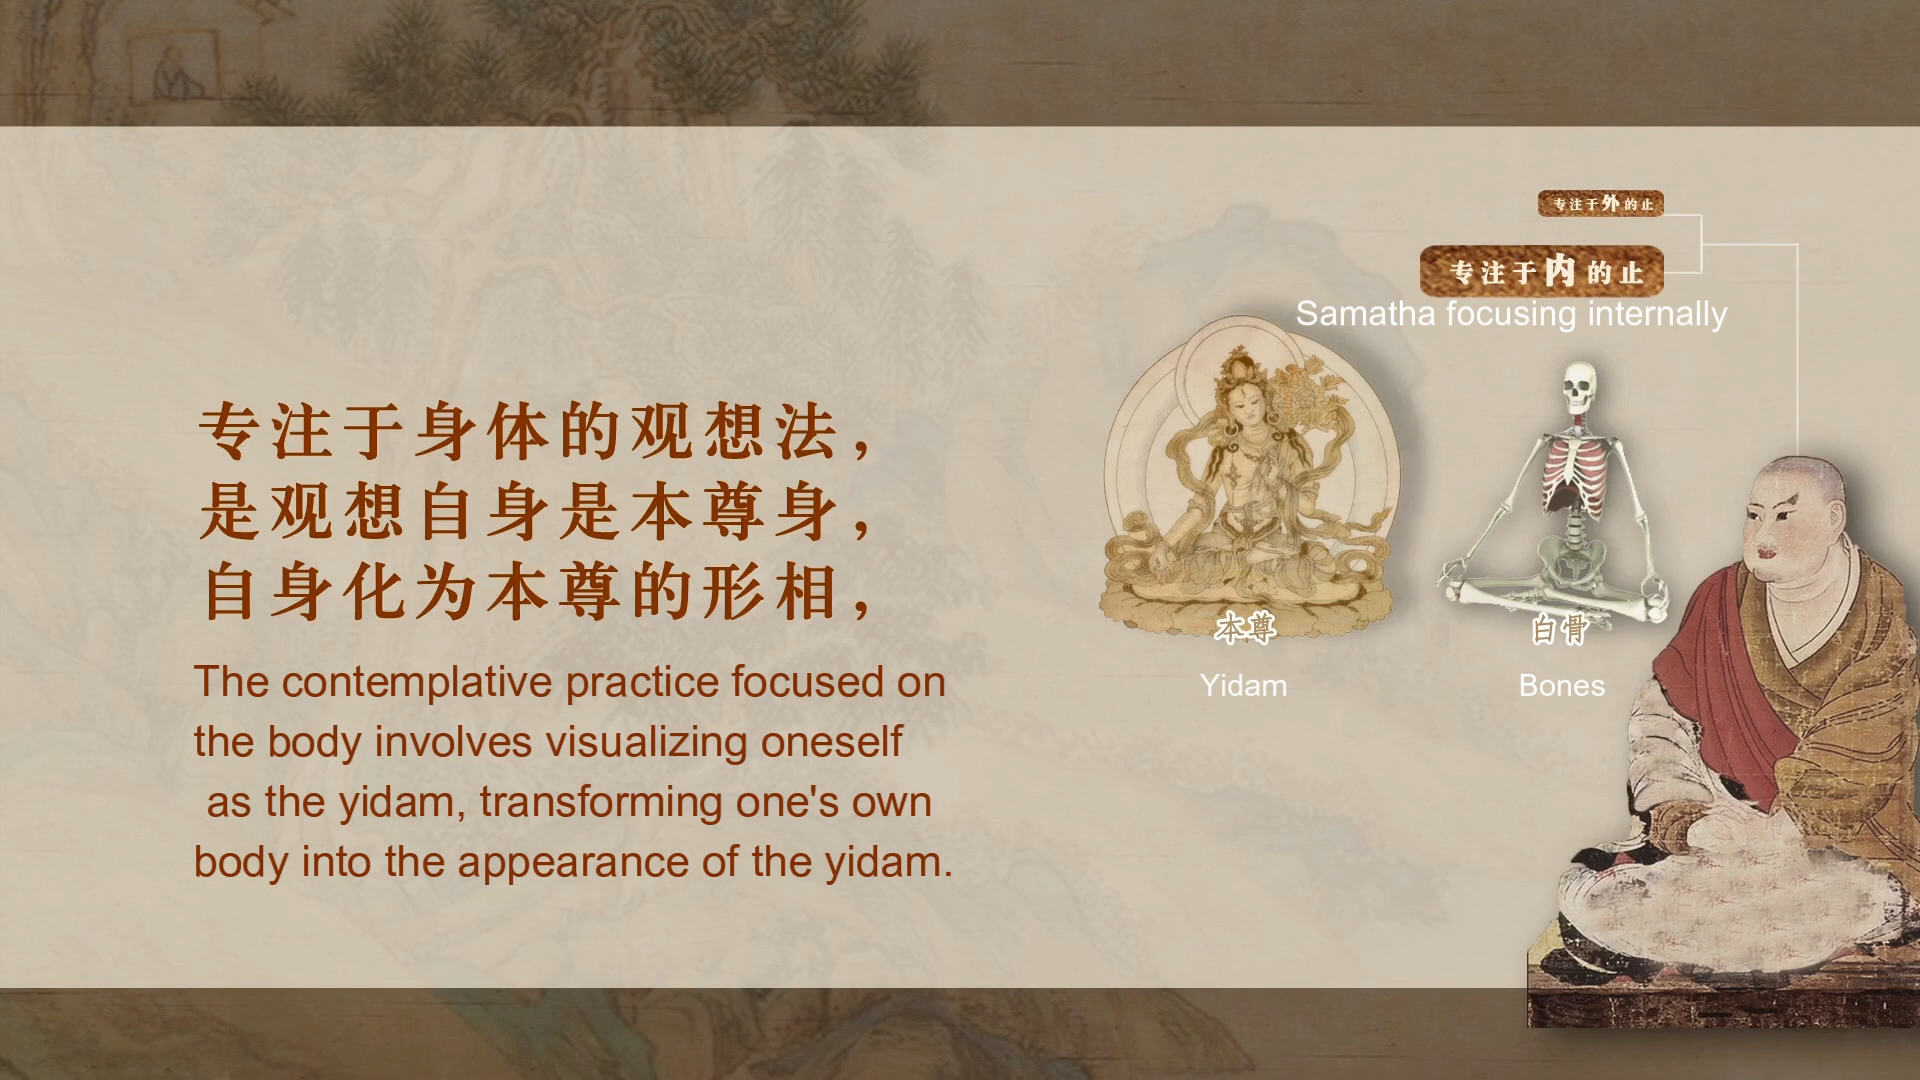 专注于身体的观想法，
是观想自身是本尊身，
自身化为本尊的形相，
The contemplative practice focused on
the body involves visualizing oneself
as the yidam, transforming one's own
body into the appearance of the yidam.
专注于外的止
专注于内的止
Samatha focusing internally
本尊
白骨
Yidam
Bones